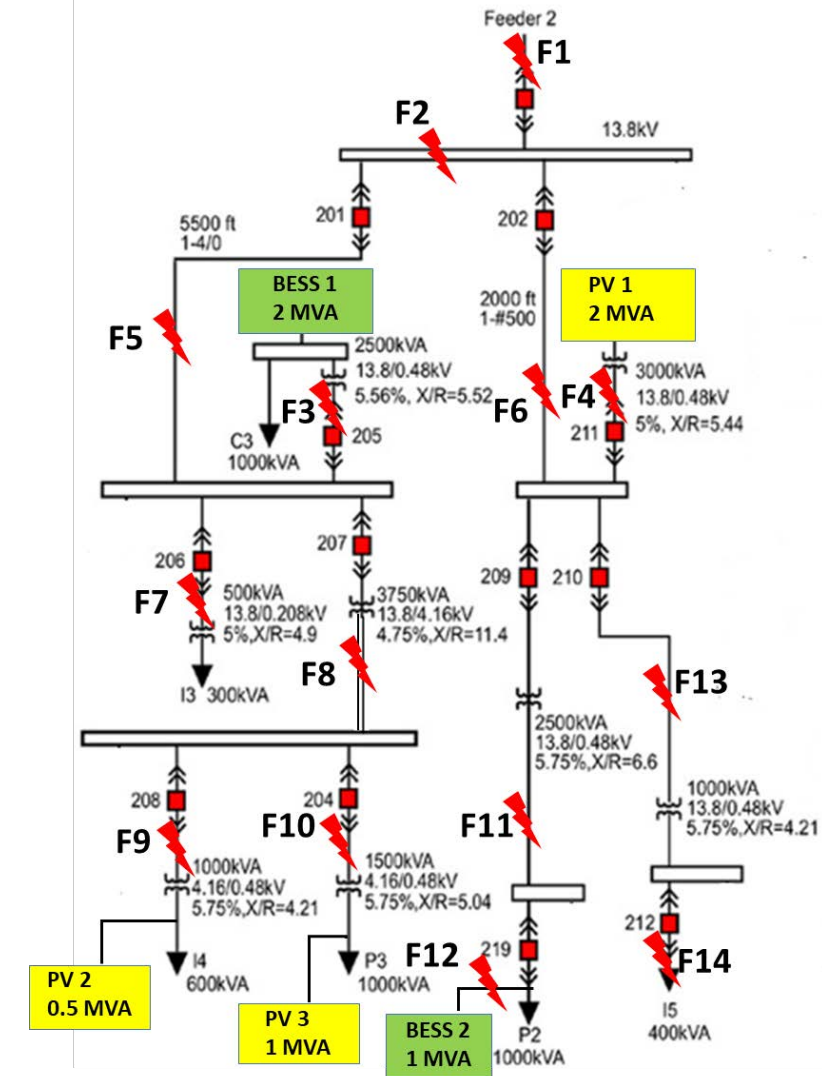 Feeder 2
F1
F2
13.8kV
201
202
5500 ft
1-4/0
BESS 1
2 MVA
PV 1
2 MVA
2000 ft
1-#500
F5
2500kVA
13.8/0.48kV
5.56%, X/R=5.52
3000kVA
13.8/0.48kV
5%, X/R=5.44
F3
F6
F4
C3
1000kVA
205
211
206
207
209
210
F7
500kVA
13.8/0.208kV
5%,X/R=4.9
3750kVA
13.8/4.16kV
4.75%,X/R=11.4
F8
F13
I3 300kVA
2500kVA
13.8/0.48kV
5.75%,X/R=6.6
1000kVA
13.8/0.48kV
5.75%,X/R=4.21
208
204
F9
F10
F11
1000kVA
4.16/0.48kV
5.75%,X/R=4.21
1500kVA
4.16/0.48kV
5.75%,X/R=5.04
212
219
F12
F14
I4
600kVA
P3
1000kVA
PV 2
0.5 MVA
PV 3
1 MVA
BESS 2
1 MVA
P2
1000kVA
I5
400kVA